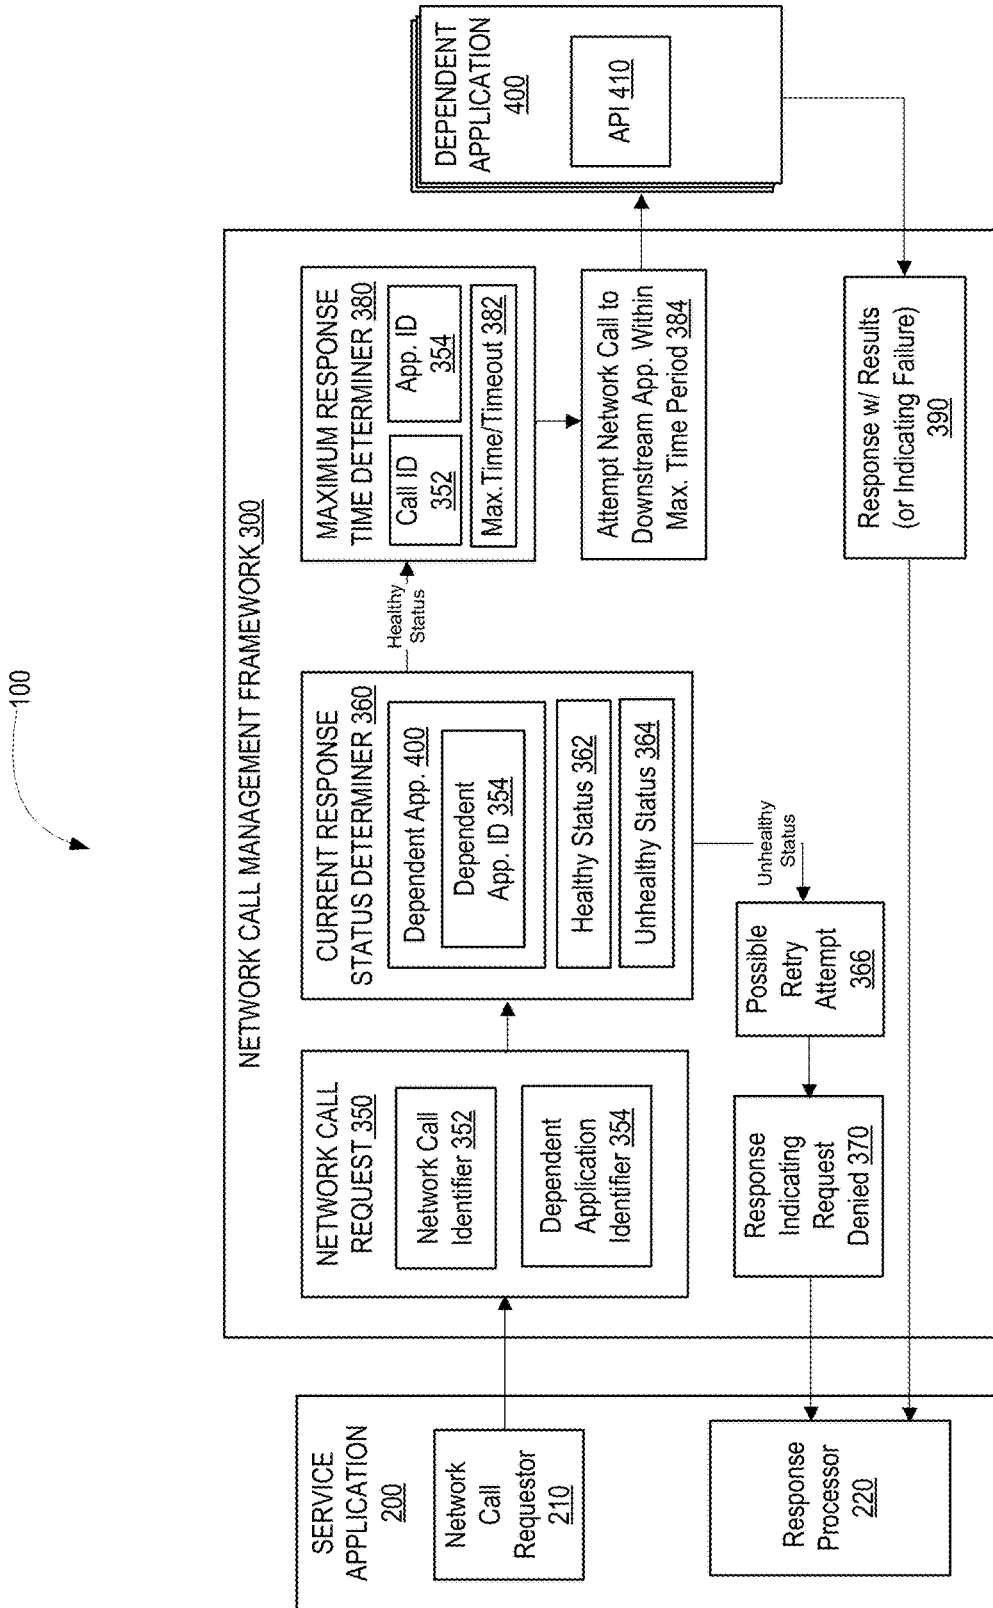 100
SERVICE
APPLICATION
200
Network
Call
Requestor
210
Response
Processor
220
NETWORK CALL MANAGEMENT FRAMEWORK 300
NETWORK CALL
REQUEST 350
Network Call
Identifier 352
Dependent
Application
Identifier 354
CURRENT RESPONSE
STATUS DETERMINER 360
Dependent App. 400
Dependent
App. ID 354
Healthy Status 362
Unhealthy Status 364
Healthy
Status
Unhealthy
Status
Possible
Retry
Attempt
366
Response
Indicating
Request
Denied 370
MAXIMUM RESPONSE
TIME DETERMINER 380
Call ID
352
App. ID
354
Max.Time/Timeout 382
Attempt Network Call to
Downstream App. Within
Max. Time Period 384
Response w/ Results
(or Indicating Failure)
390
DEPENDENT
APPLICATION
400
API 410